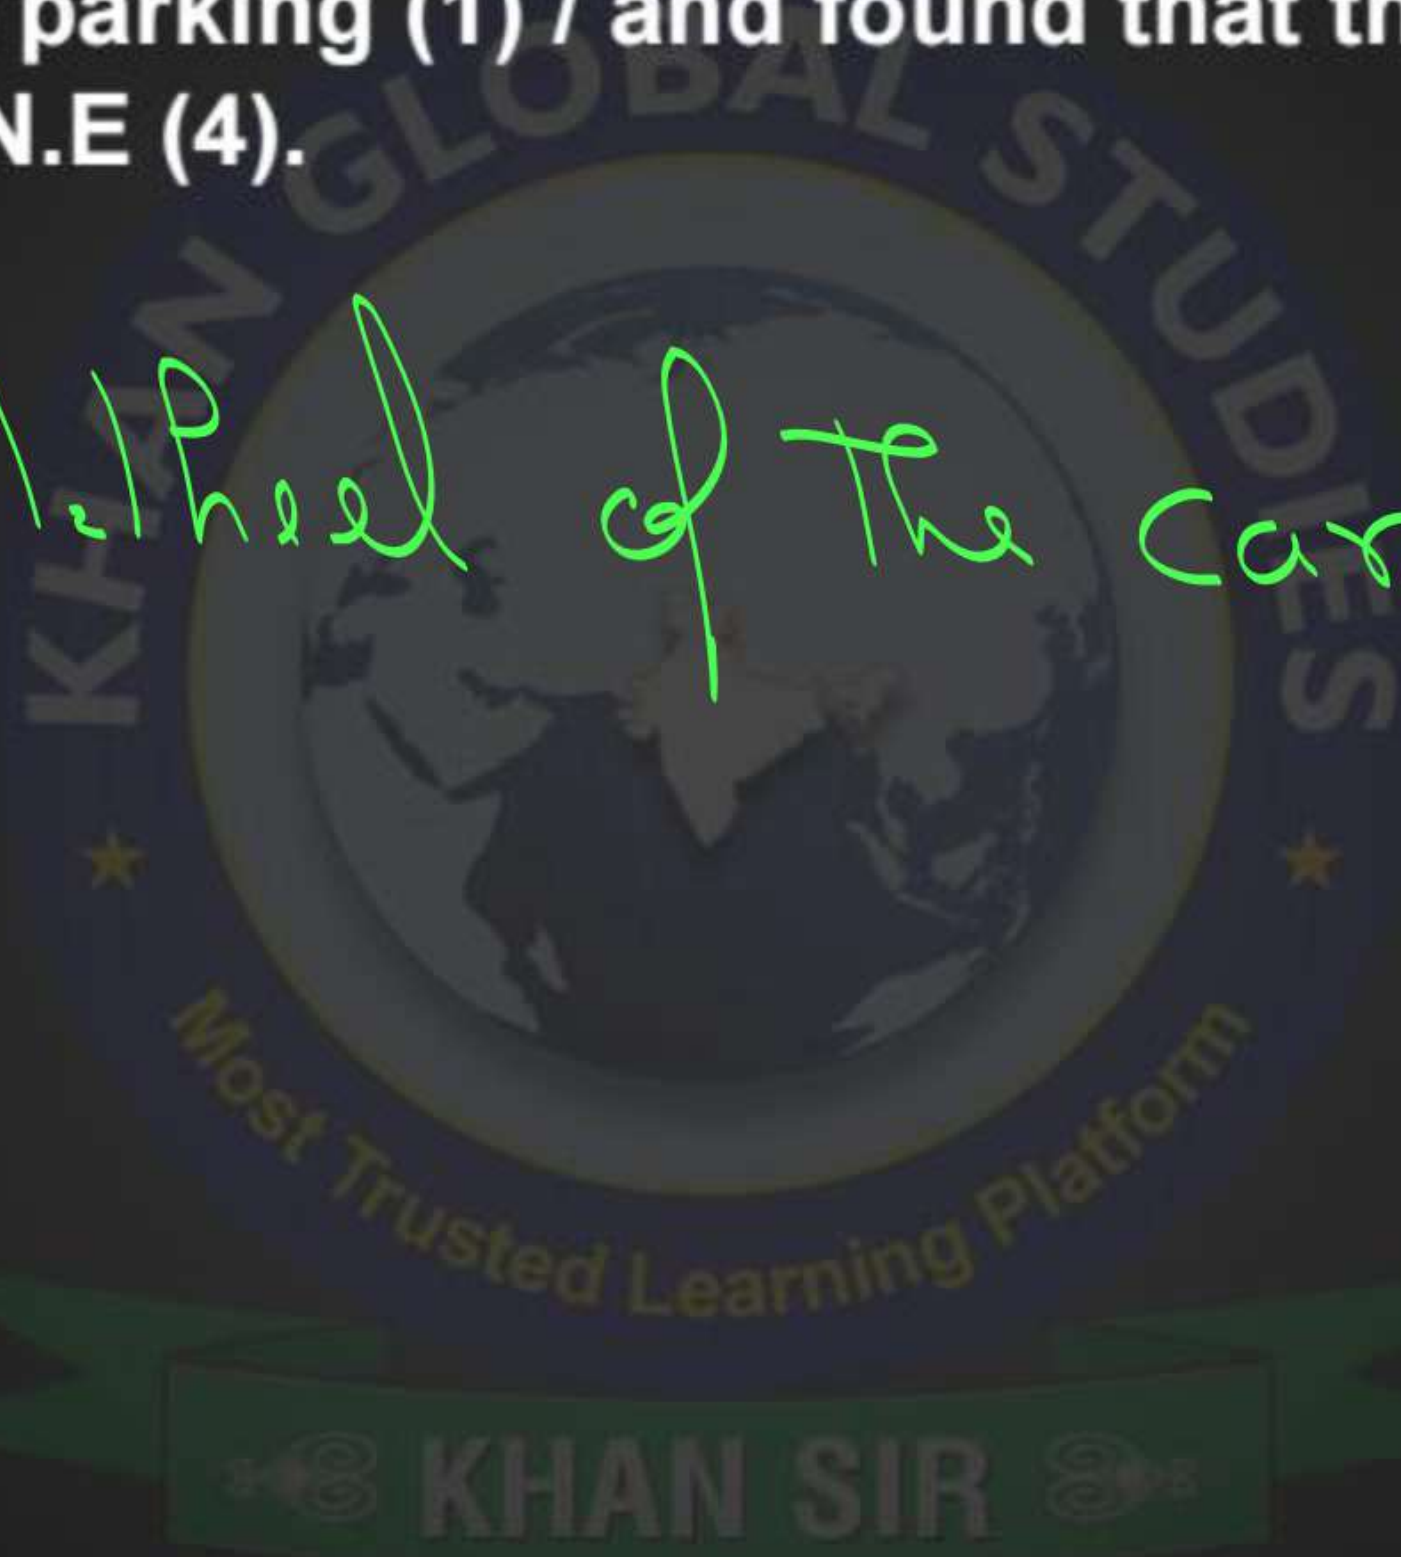 parking (1) / and found that th
N.E (4).
Wheel of The car
KHAN GLOBAL STUDIES
Most Trusted Learning Platform
KHAN SIR